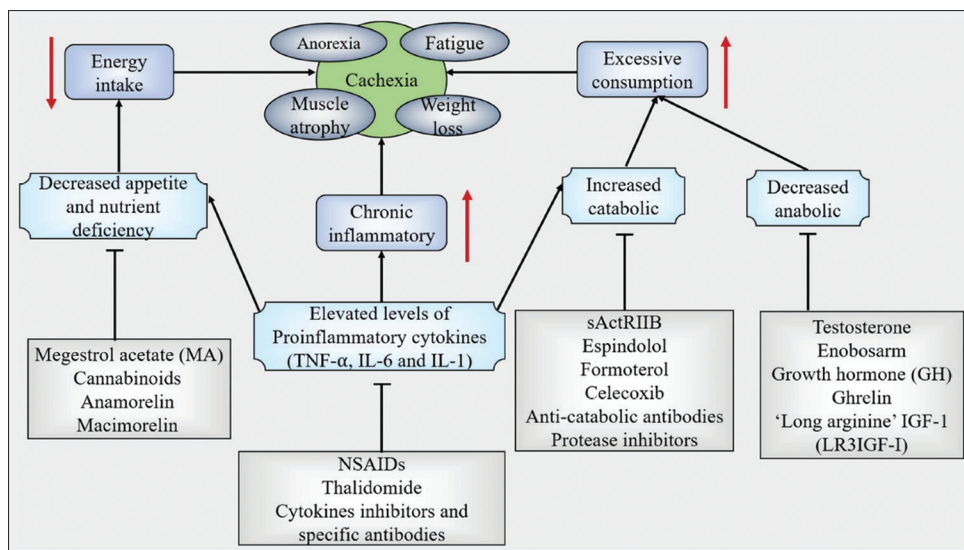 Energy
intake
Anorexia
Fatigue
Cachexia
Muscle
atrophy
Weight
loss
Excessive
consumption
Decreased appetite
and nutrient
deficiency
Chronic
inflammatory
Increased
catabolic
Decreased
anabolic
Elevated levels of
Proinflammatory cytokines
(TNF-α, IL-6 and IL-1)
Megestrol acetate (MA)
Cannabinoids
Anamorelin
Macimorelin
NSAIDs
Thalidomide
Cytokines inhibitors and
specific antibodies
sActRIIB
Espindolol
Formoterol
Celecoxib
Anti-catabolic antibodies
Protease inhibitors
Testosterone
Enobosarm
Growth hormone (GH)
Ghrelin
‘Long arginine’ IGF-1
(LR3IGF-I)